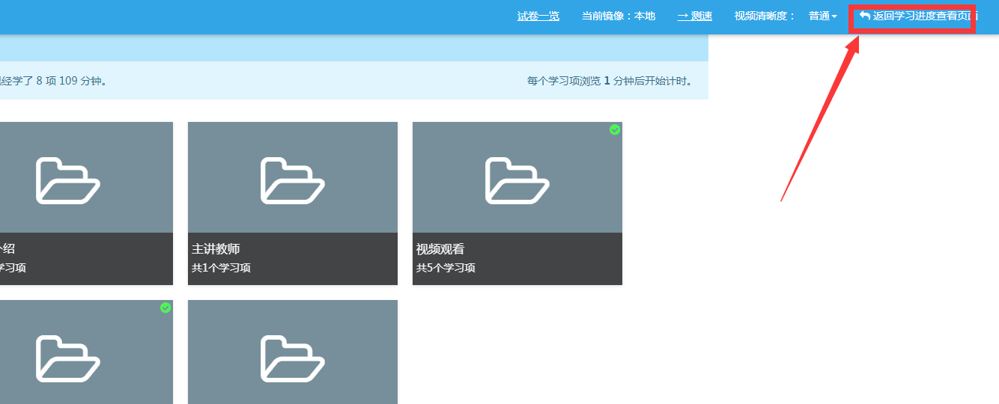 试卷一览 当前镜像：本地 → 测速 视频清晰度： 普通 返回学习进度查看页面
经学了 8 项 109 分钟。 每个学习项浏览 1 分钟后开始计时。
绍 主讲教师 视频观看
学习项 共1个学习项 共5个学习项